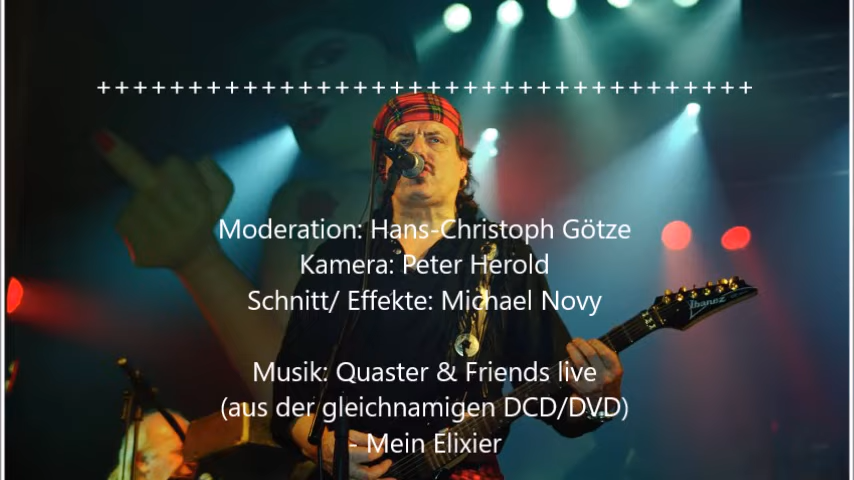 +++++++++++++++++++++++++++++++++++
Moderation: Hans-Christoph Götze
Kamera: Peter Herold
Schnitt/ Effekte: Michael Novy
Musik: Quaster & Friends live
(aus der gleichnamigen DCD/DVD)
- Mein Elixier
Ibanez